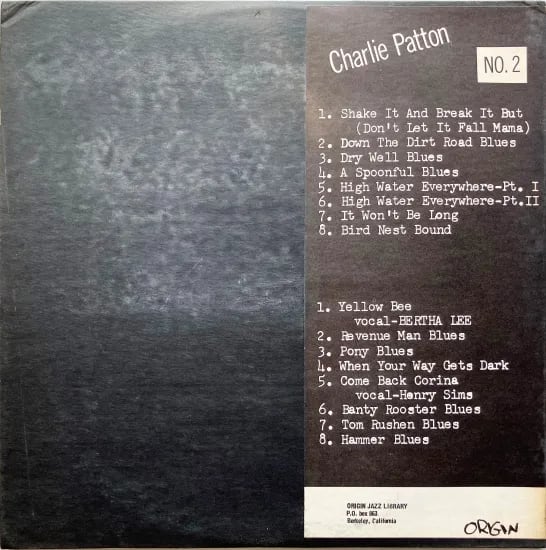 Charlie Patton
NO. 2
1. Shake It And Break It But
(Don't Let It Fall Mama)
2. Down The Dirt Road Blues
3. Dry Well Blues
4. A Spoonful Blues
5. High Water Everywhere-Pt. I
6. High Water Everywhere-Pt.II
7. It Won't Be Long
8. Bird Nest Bound
1. Yellow Bee
vocal-BERTHA LEE
2. Revenue Man Blues
3. Pony Blues
4. When Your Way Gets Dark
5. Come Back Corina
vocal-Henry Sims
6. Banty Rooster Blues
7. Tom Rushen Blues
8. Hammer Blues
ORIGIN JAZZ LIBRARY
P.O. box 863
Berkeley, California
ORIGIN